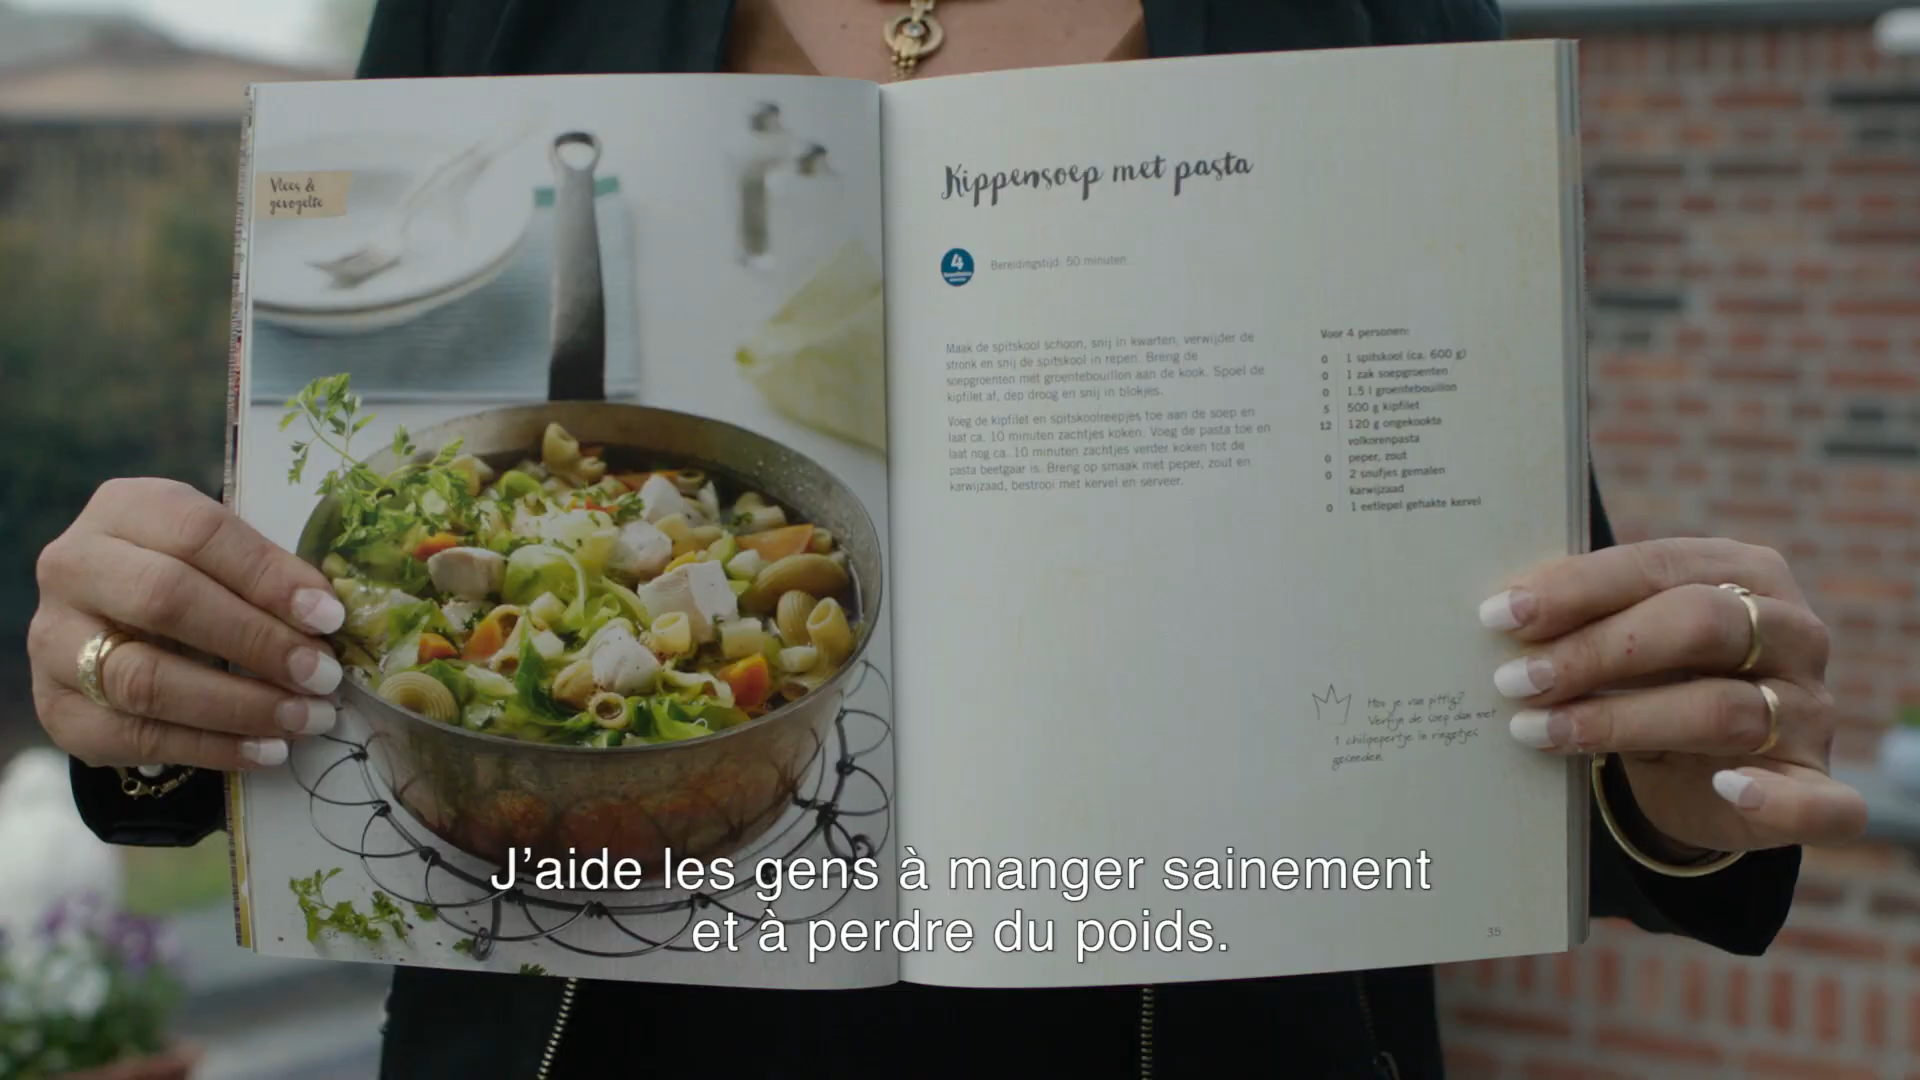 Vlees &
gevogelte
Kippensoep met pasta
4
Bereidingstijd: 50 minuten
Maak de spitskool schoon, snij in kwarten, verwijder de
stronk en snij de spitskool in repen. Breng de
soepgroenten met groentebouillon aan de kook. Spoel de
kipfilet af, dep droog en snij in blokjes.
Voeg de kipfilet en spitskoolreepjes toe aan de soep en
laat ca. 10 minuten zachtjes koken. Voeg de pasta toe en
laat nog ca. 10 minuten zachtjes verder koken tot de
pasta beetgaar is. Breng op smaak met peper, zout en
karwijzaad, bestrooi met kervel en serveer.
Voor 4 personen:
0 1 spitskool (ca. 600 g)
0 1 zak soepgroenten
0 1,5 l groentebouillon
5 500 g kipfilet
12 120 g ongekookte
volkorenpasta
0 peper, zout
0 2 snufjes gemalen
karwijzaad
0 1 eetlepel gehakte kervel
Hou je van pittig?
Verfijn de soep dan met
1 chilipepertje in ringetjes
gesneden.
34
35
J'aide les gens à manger sainement
et à perdre du poids.